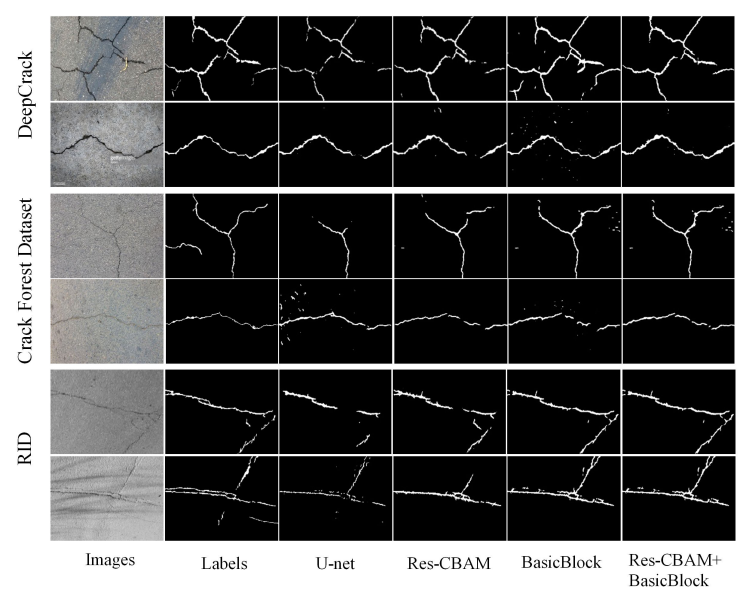 DeepCrack
Crack Forest Dataset
RID
Images
Labels
U-net
Res-CBAM
BasicBlock
Res-CBAM+
BasicBlock